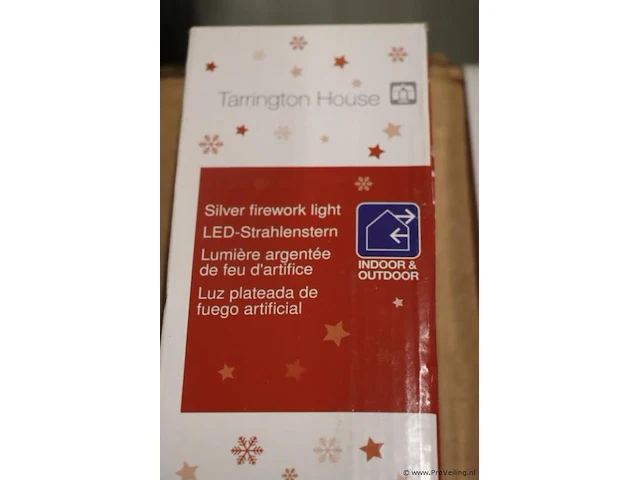 Tarrington House
Silver firework light
LED-Strahlenstern
Lumière argentée
de feu d'artifice
Luz plateada de
fuego artificial
INDOOR &
OUTDOOR
© www.ProVeiling.nl